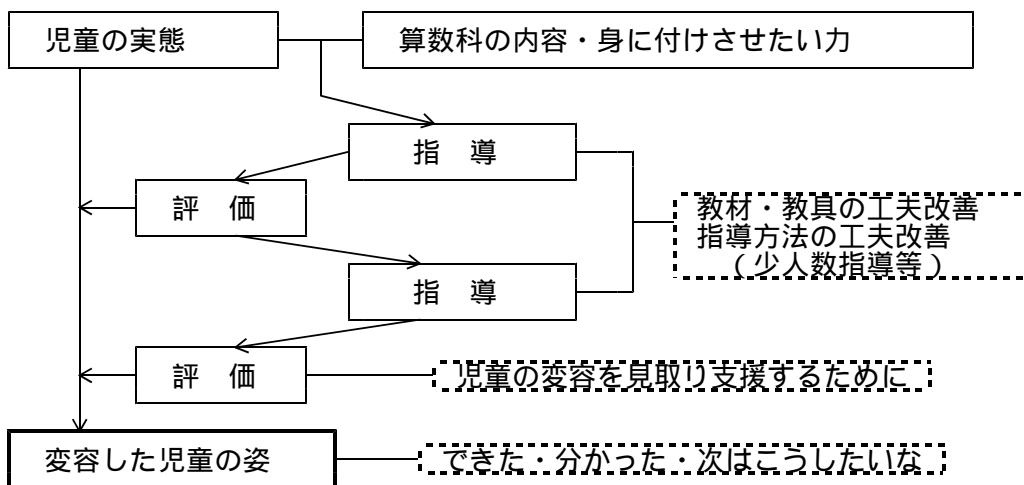 児童の実態
算数科の内容・身に付けさせたい力
指　導
評　価
教材・教具の工夫改善
指導方法の工夫改善
（少人数指導等）
指　導
評　価
児童の変容を見取り支援するために
変容した児童の姿
できた・分かった・次はこうしたいな